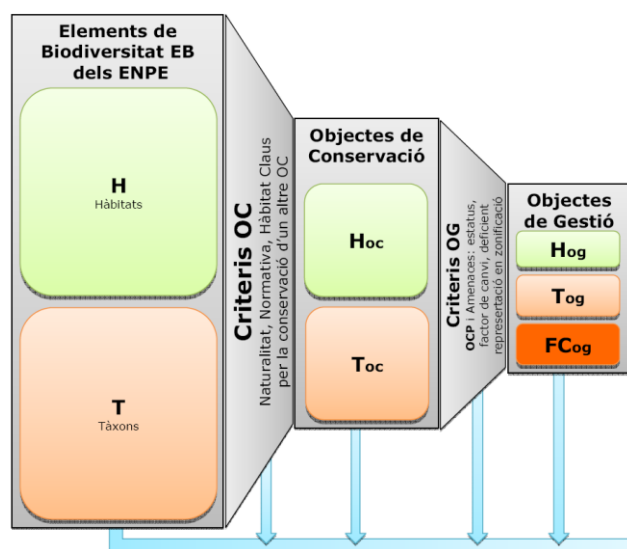 Elements de
Biodiversitat EB
dels ENPE
H
Hàbitats
T
Tàxons
Criteris OC
Naturalitat, Normativa, Hàbitat Claus
per la conservació d'un altre OC
Objectes de
Conservació
Hoc
Toc
Criteris OG
OCP i Amenaces: estatus,
factor de canvi, deficient
represertació en zonificació
Objectes
de Gestió
Hog
Tog
FCog